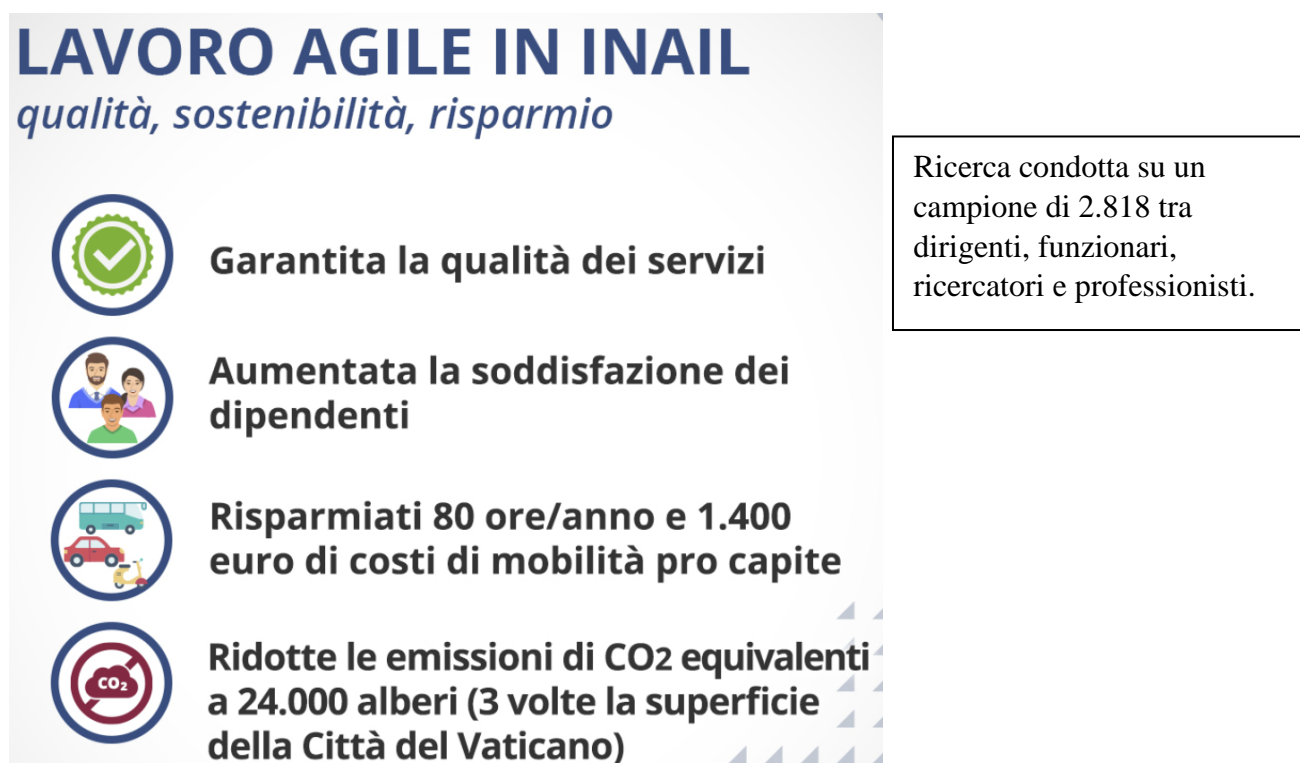 LAVORO AGILE IN INAIL
qualità, sostenibilità, risparmio
Garantita la qualità dei servizi
Aumentata la soddisfazione dei
dipendenti
Risparmiati 80 ore/anno e 1.400
euro di costi di mobilità pro capite
CO2
Ridotte le emissioni di CO2 equivalenti
a 24.000 alberi (3 volte la superficie
della Città del Vaticano)
Ricerca condotta su un
campione di 2.818 tra
dirigenti, funzionari,
ricercatori e professionisti.